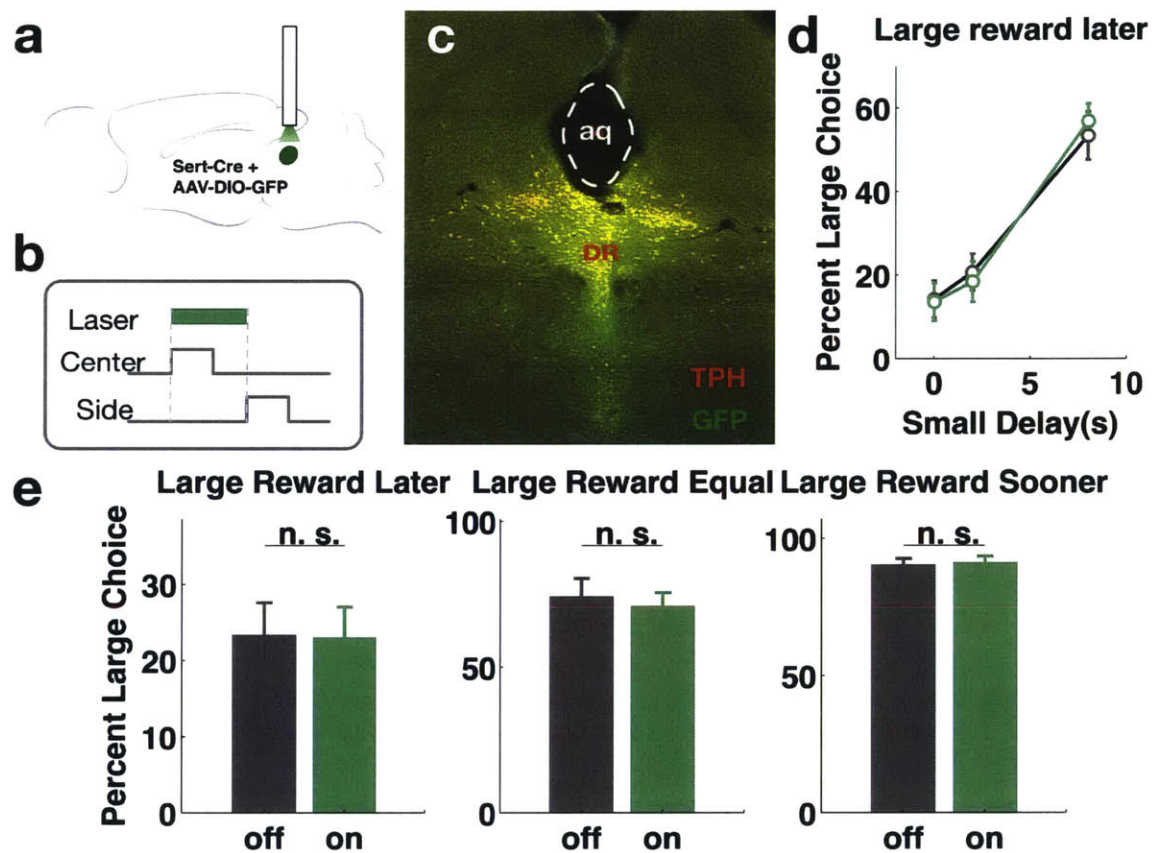 a
Sert-Cre +
AAV-DIO-GFP
b
Laser
Center
Side
c
aq
DR
TPH
GFP
d
Large reward later
Percent Large Choice
60
40
20
0
0 5 10
Small Delay(s)
e
Large Reward Later
Percent Large Choice
30
20
10
0
n. s.
off on
Large Reward Equal
100
50
0
n. s.
off on
Large Reward Sooner
100
50
0
n. s.
off on